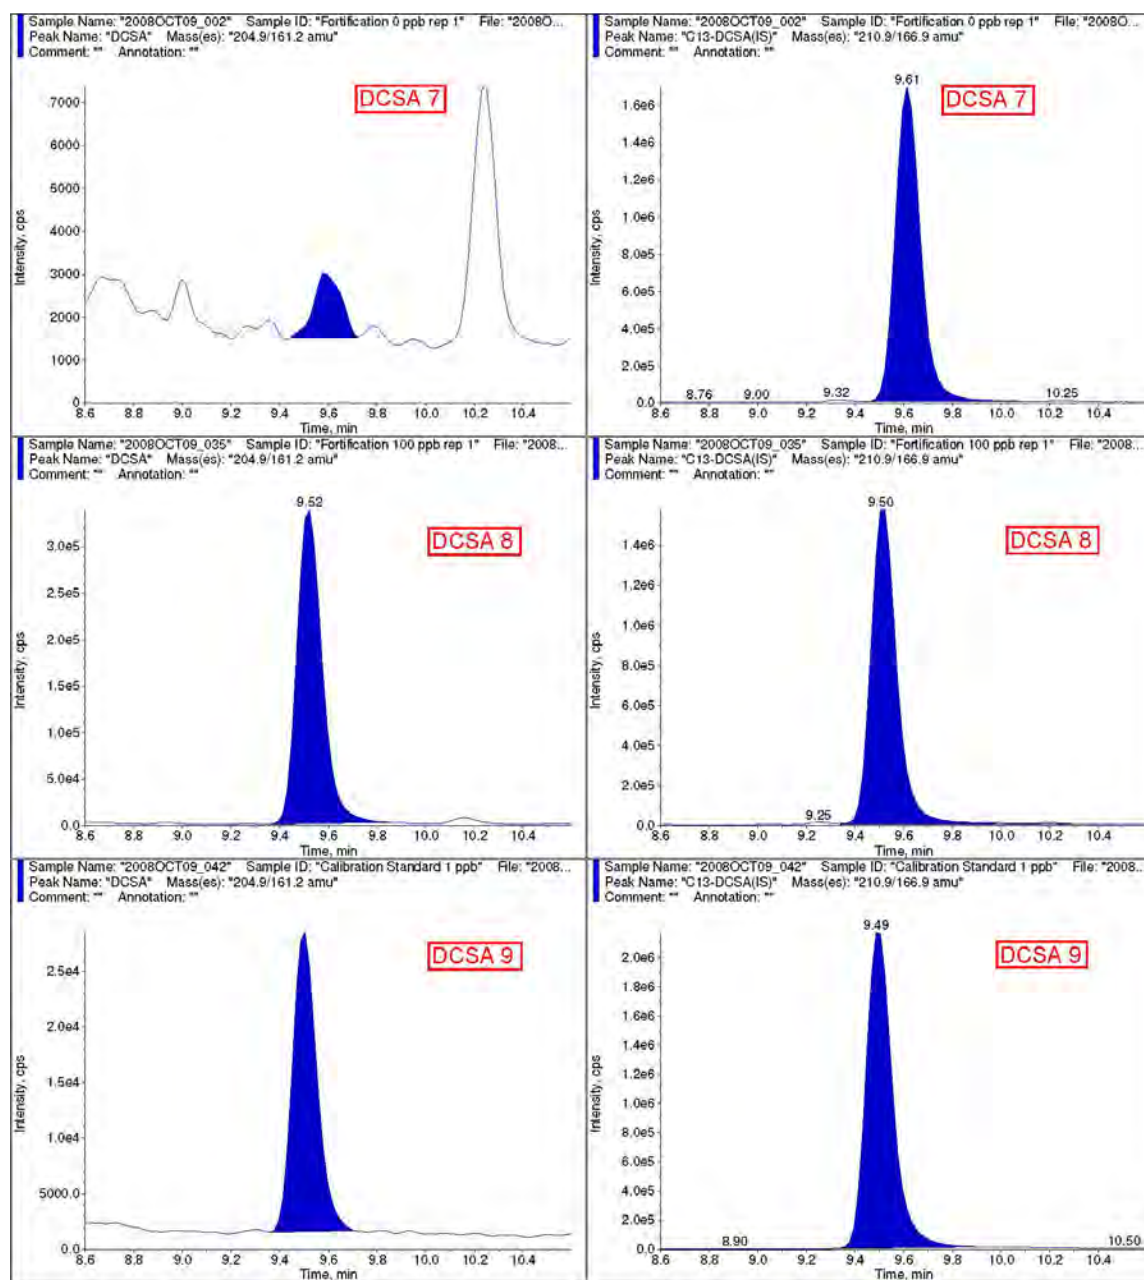 Sample Name: "2008OCT09_002" Sample ID: "Fortification 0 ppb rep 1" File: "2008O...
Peak Name: "DCSA" Mass(es): "204.9/161.2 amu"
Comment: "" Annotation: ""
DCSA 7
7000
6000
5000
4000
3000
2000
1000
0
Intensity, cps
8.6 8.8 9.0 9.2 9.4 9.6 9.8 10.0 10.2 10.4
Time, min
Sample Name: "2008OCT09_002" Sample ID: "Fortification 0 ppb rep 1" File: "2008O...
Peak Name: "C13-DCSA(IS)" Mass(es): "210.9/166.9 amu"
Comment: "" Annotation: ""
9.61
DCSA 7
1.6e6
1.4e6
1.2e6
1.0e6
8.0e5
6.0e5
4.0e5
2.0e5
0.0
Intensity, cps
8.76 9.00 9.32 10.25
8.6 8.8 9.0 9.2 9.4 9.6 9.8 10.0 10.2 10.4
Time, min
Sample Name: "2008OCT09_035" Sample ID: "Fortification 100 ppb rep 1" File: "2008...
Peak Name: "DCSA" Mass(es): "204.9/161.2 amu"
Comment: "" Annotation: ""
9.52
DCSA 8
3.0e5
2.5e5
2.0e5
1.5e5
1.0e5
5.0e4
0.0
Intensity, cps
8.6 8.8 9.0 9.2 9.4 9.6 9.8 10.0 10.2 10.4
Time, min
Sample Name: "2008OCT09_035" Sample ID: "Fortification 100 ppb rep 1" File: "2008...
Peak Name: "C13-DCSA(IS)" Mass(es): "210.9/166.9 amu"
Comment: "" Annotation: ""
9.50
DCSA 8
1.4e6
1.2e6
1.0e6
8.0e5
6.0e5
4.0e5
2.0e5
0.0
Intensity, cps
9.25
8.6 8.8 9.0 9.2 9.4 9.6 9.8 10.0 10.2 10.4
Time, min
Sample Name: "2008OCT09_042" Sample ID: "Calibration Standard 1 ppb" File: "2008...
Peak Name: "DCSA" Mass(es): "204.9/161.2 amu"
Comment: "" Annotation: ""
DCSA 9
2.5e4
2.0e4
1.5e4
1.0e4
5000.0
0.0
Intensity, cps
8.6 8.8 9.0 9.2 9.4 9.6 9.8 10.0 10.2 10.4
Time, min
Sample Name: "2008OCT09_042" Sample ID: "Calibration Standard 1 ppb" File: "2008...
Peak Name: "C13-DCSA(IS)" Mass(es): "210.9/166.9 amu"
Comment: "" Annotation: ""
9.49
DCSA 9
2.0e6
1.8e6
1.6e6
1.4e6
1.2e6
1.0e6
8.0e5
6.0e5
4.0e5
2.0e5
0.0
Intensity, cps
8.90 10.50
8.6 8.8 9.0 9.2 9.4 9.6 9.8 10.0 10.2 10.4
Time, min